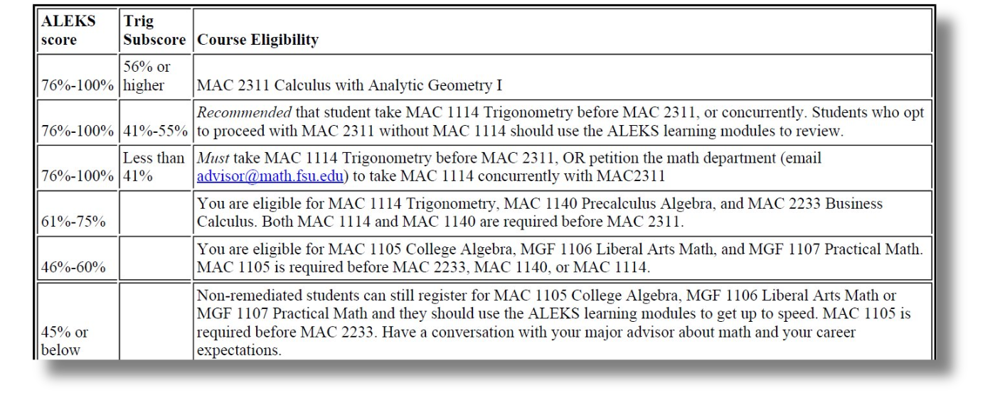 ALEKS score
Trig Subscore
Course Eligibility
76%-100%
56% or higher
MAC 2311 Calculus with Analytic Geometry I
76%-100%
41%-55%
Recommended that student take MAC 1114 Trigonometry before MAC 2311, or concurrently. Students who opt
to proceed with MAC 2311 without MAC 1114 should use the ALEKS learning modules to review.
76%-100%
Less than
41%
Must take MAC 1114 Trigonometry before MAC 2311, OR petition the math department (email
advisor@math.fsu.edu) to take MAC 1114 concurrently with MAC2311
61%-75%
You are eligible for MAC 1114 Trigonometry, MAC 1140 Precalculus Algebra, and MAC 2233 Business
Calculus. Both MAC 1114 and MAC 1140 are required before MAC 2311.
46%-60%
You are eligible for MAC 1105 College Algebra, MGF 1106 Liberal Arts Math, and MGF 1107 Practical Math.
MAC 1105 is required before MAC 2233, MAC 1140, or MAC 1114.
45% or
below
Non-remediated students can still register for MAC 1105 College Algebra, MGF 1106 Liberal Arts Math or
MGF 1107 Practical Math and they should use the ALEKS learning modules to get up to speed. MAC 1105 is
required before MAC 2233. Have a conversation with your major advisor about math and your career
expectations.